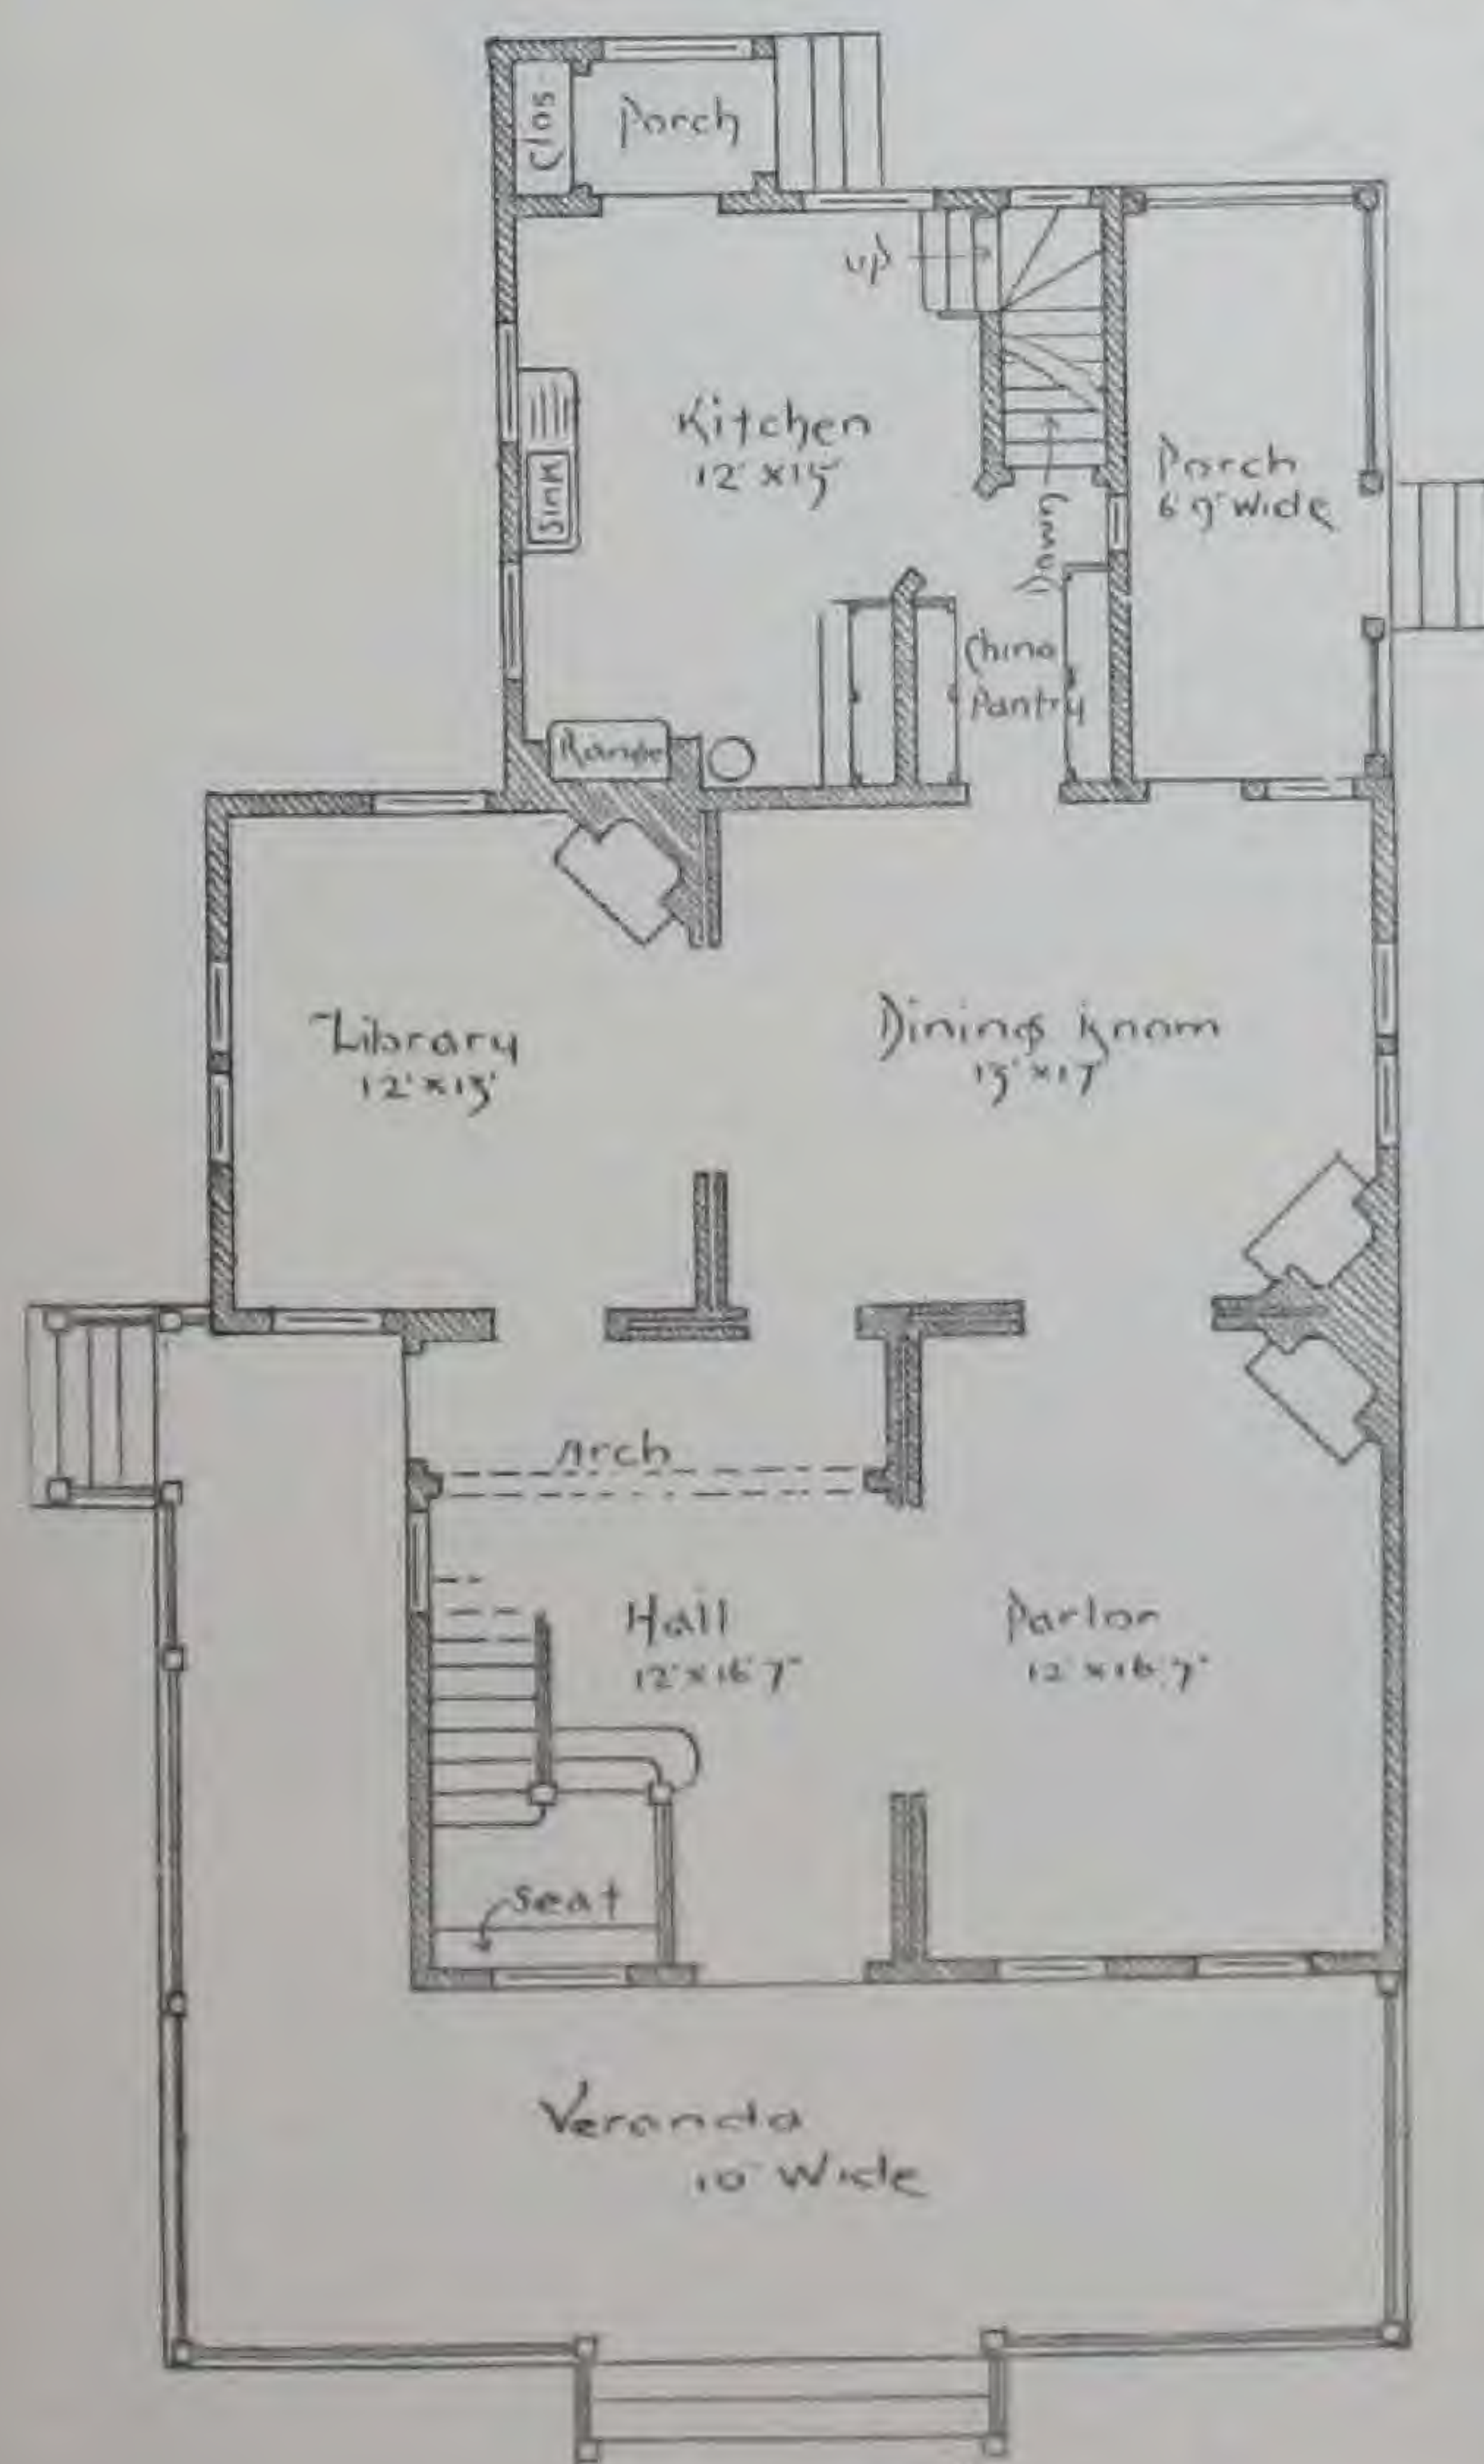 Clos
Porch
up
Kitchen
12' x 15'
Sink
Down
Porch
6' 9" Wide
China
Pantry
Range
Library
12' x 13'
Dining Room
13' x 17'
Arch
Hall
12' x 16' 7"
Parlor
12' x 16' 7"
Seat
Veranda
10' Wide